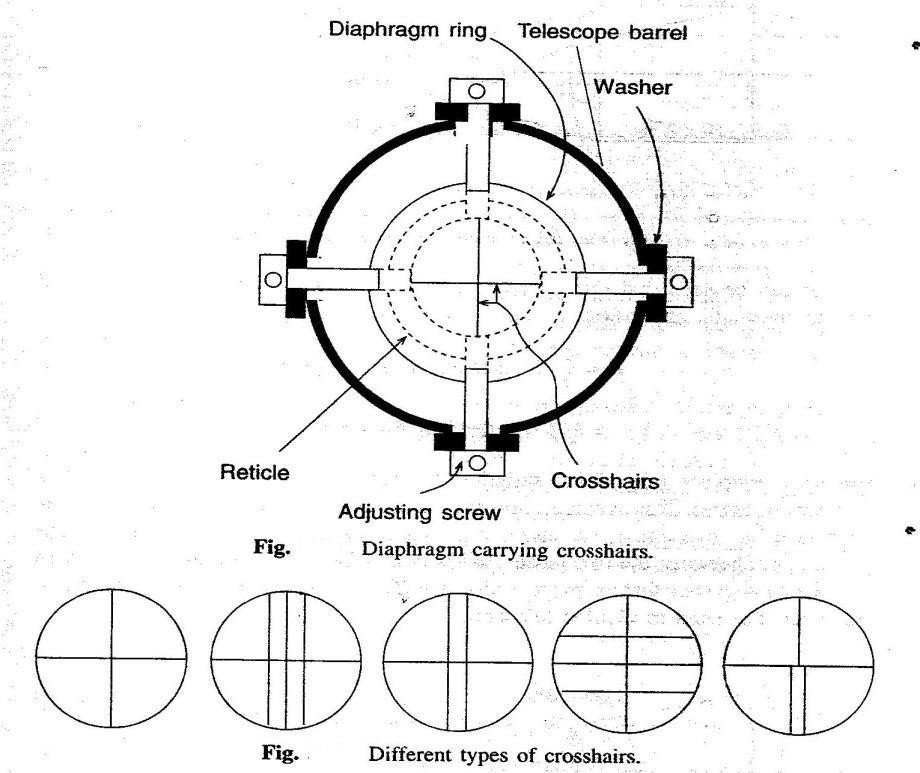 Diaphragm ring
Telescope barrel
Washer
Reticle
Crosshairs
Adjusting screw
Fig. Diaphragm carrying crosshairs.
Fig. Different types of crosshairs.